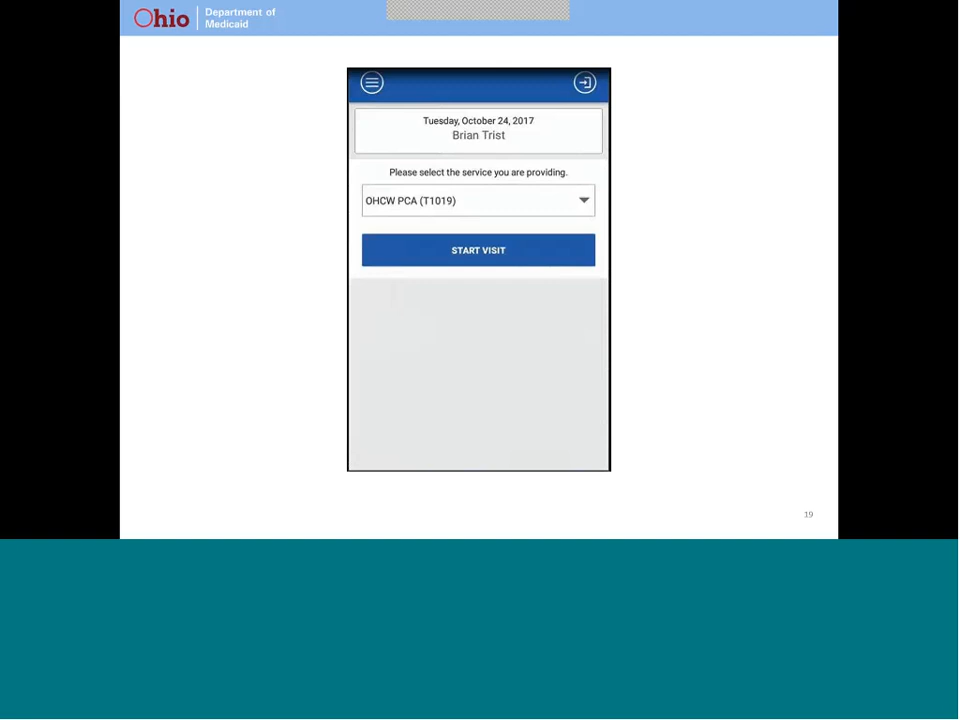 Ohio
Department of
Medicaid
Tuesday, October 24, 2017
Brian Trist
Please select the service you are providing.
OHCW PCA (T1019)
START VISIT
19